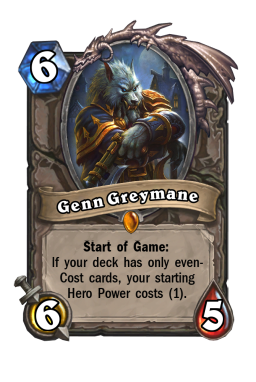 6
Genn Greymane
Start of Game:
If your deck has only even-
Cost cards, your starting
Hero Power costs (1).
6
5